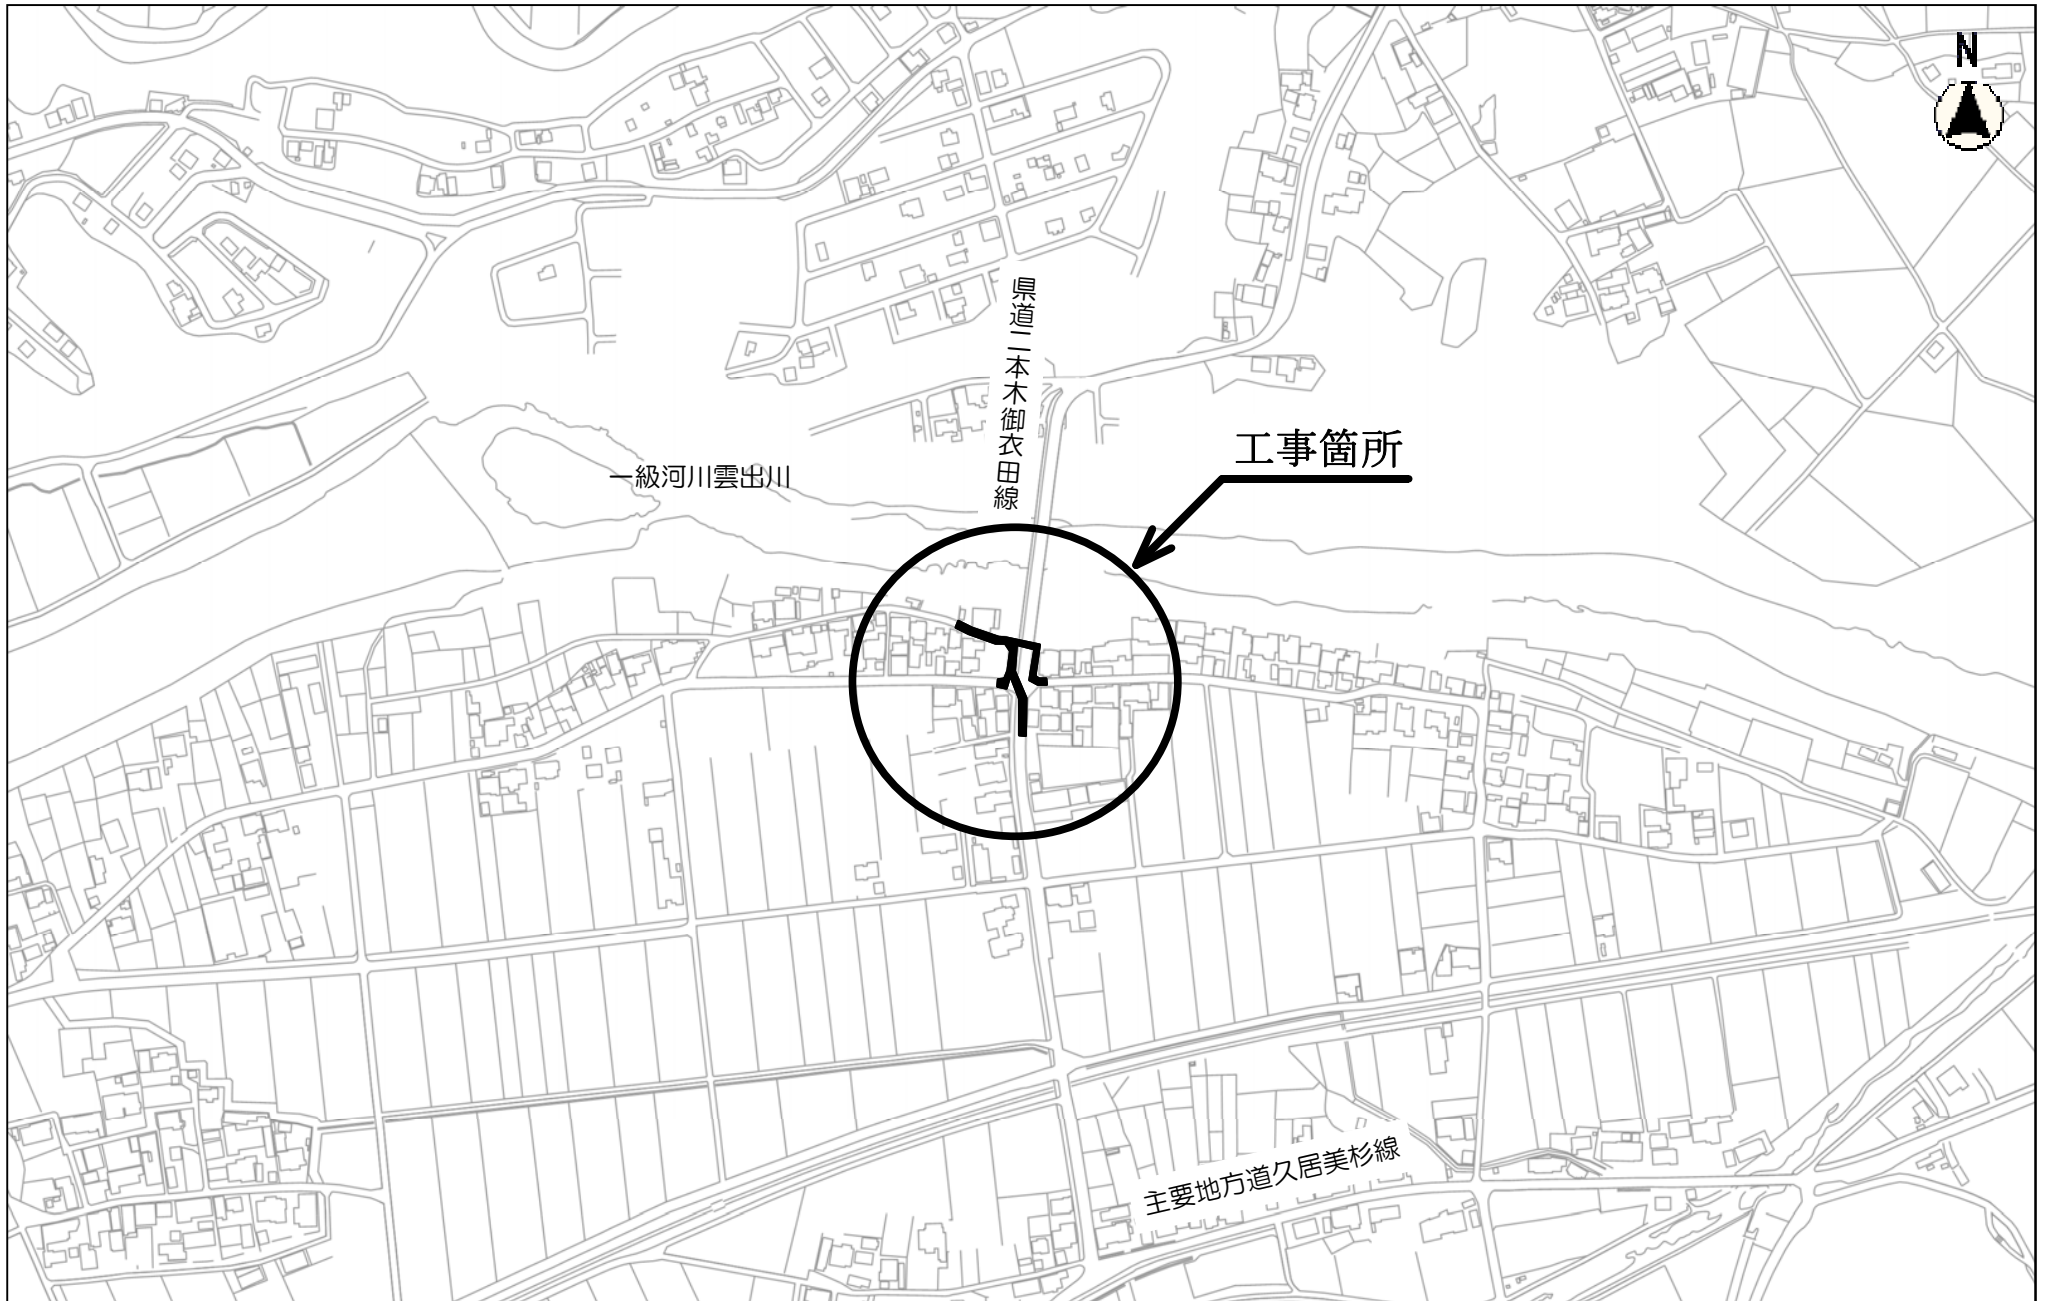 N
県道二本木御衣田線
工事箇所
一級河川雲出川
主要地方道久居美杉線